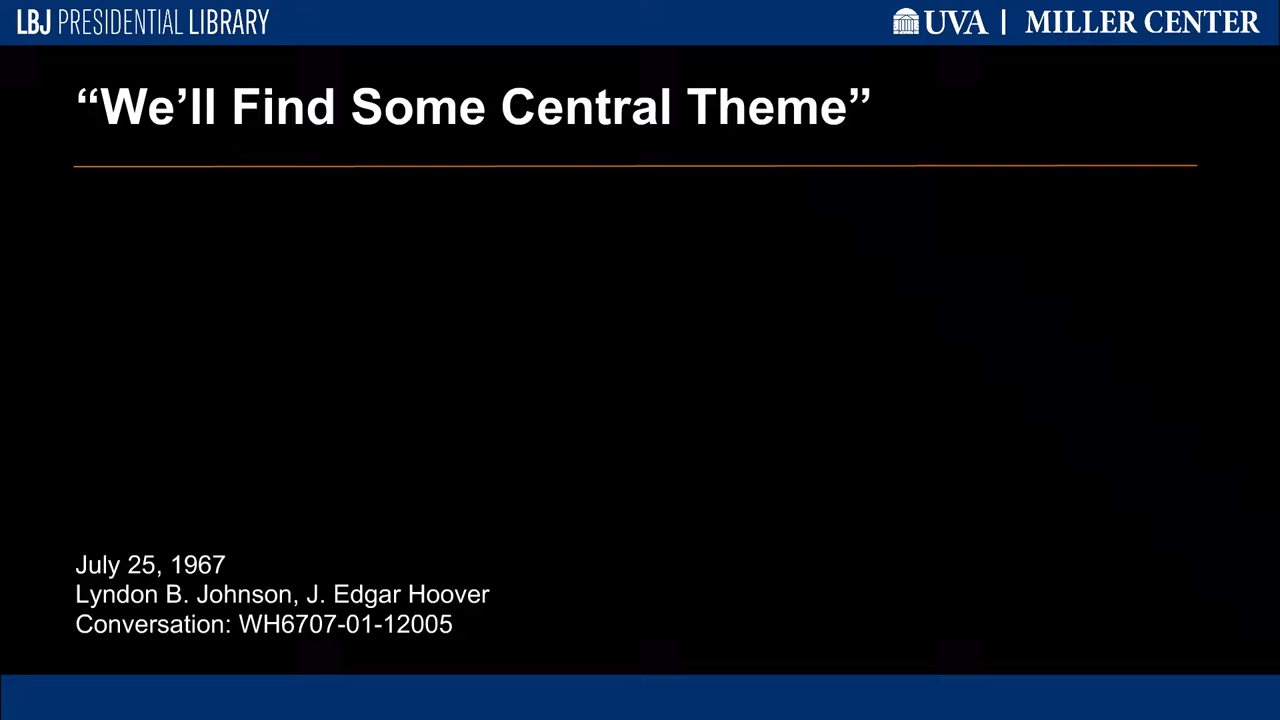 LBJ PRESIDENTIAL LIBRARY
UVA | MILLER CENTER
“We’ll Find Some Central Theme”
July 25, 1967
Lyndon B. Johnson, J. Edgar Hoover
Conversation: WH6707-01-12005